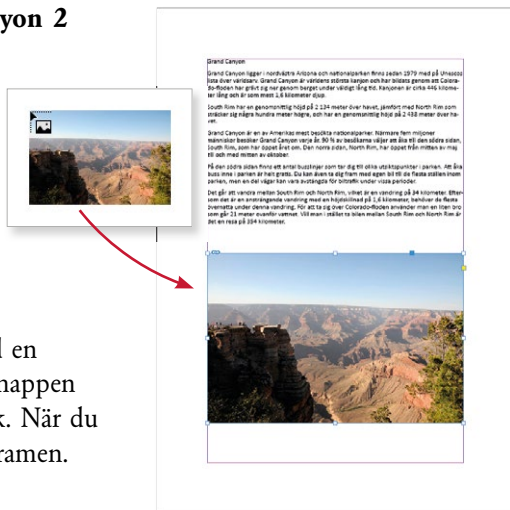 yon 2
Grand Canyon
Grand Canyon ligger i nordvästra Arizona och nationalparken finns sedan 1979 med på Unescos
lista över världsarv. Grand Canyon är världens största kanjon och har bildats genom att Colora-
do-floden har grävt sig ner genom berget under väldigt lång tid. Kanjonen är cirka 446 kilome-
ter lång och är som mest 1,6 kilometer djup.
South Rim har en genomsnittlig höjd på 2 134 meter över havet, jämfört med North Rim som
sträcker sig några hundra meter högre, och har en genomsnittlig höjd på 2 438 meter över ha-
vet.
Grand Canyon är en av Amerikas mest besökta nationalparker. Närmare fem miljoner
människor besöker Grand Canyon varje år. 90 % av besökarna väljer att åka till den södra sidan,
South Rim, som har öppet året om. Den norra sidan, North Rim, har öppet från mitten av maj
till och med mitten av oktober.
På den södra sidan finns ett antal busslinjer som tar dig till olika utsiktspunkter i parken. Att åka
buss inne i parken är helt gratis. Du kan även ta dig fram med egen bil till de flesta ställen inom
parken, men en del vägar kan vara avstängda för biltrafik under vissa perioder.
Det går att vandra mellan South Rim och North Rim, vilket är en vandring på 34 kilometer. Efter-
som det är en ansträngande vandring med en höjdskillnad på 1,6 kilometer, behöver de flesta
övernatta under denna vandring. För att ta sig över Colorado-floden använder man en liten bro
som går 21 meter ovanför vattnet. Vill man i stället ta bilen mellan South Rim och North Rim är
det en resa på 354 kilometer.
l en
nappen
k. När du
ramen.